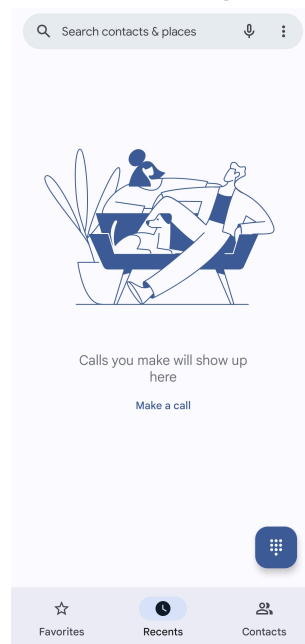 Search contacts & places
Calls you make will show up
here
Make a call
Favorites
Recents
Contacts